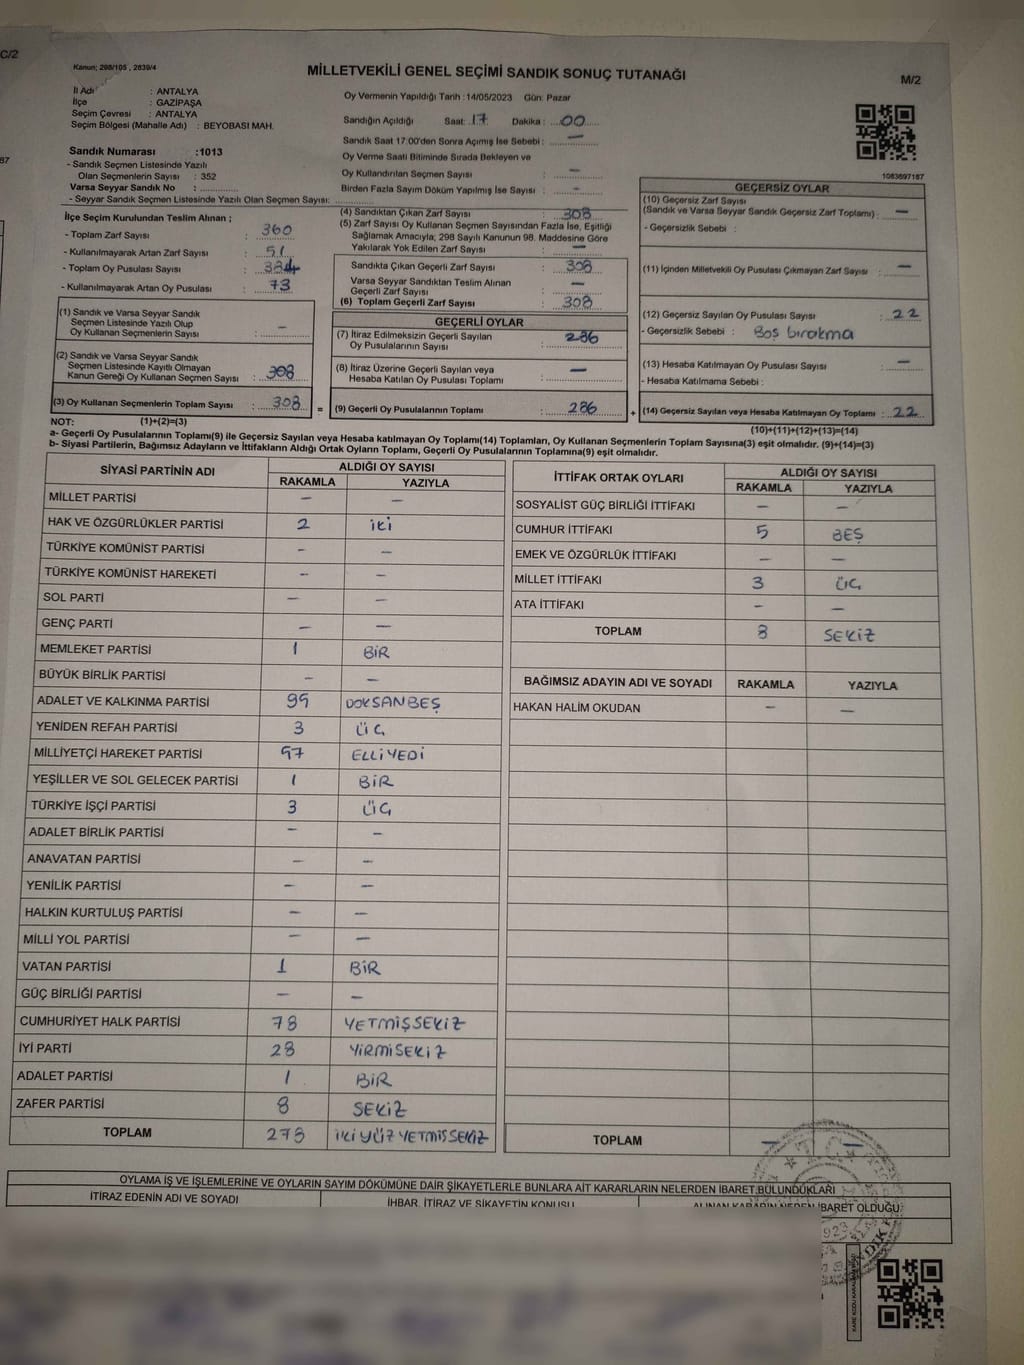 C/2
Kanun; 298/105 , 2839/4
MİLLETVEKİLİ GENEL SEÇİMİ SANDIK SONUÇ TUTANAĞI
M/2
İl Adı : ANTALYA
İlçe : GAZİPAŞA
Seçim Çevresi : ANTALYA
Seçim Bölgesi (Mahalle Adı) : BEYOBASI MAH.
Oy Vermenin Yapıldığı Tarih :14/05/2023 Gün: Pazar
Sandığın Açıldığı Saat: 17 Dakika : 00
Sandık Saat 17.00'den Sonra Açımış İse Sebebi : —
Oy Verme Saati Bitiminde Sırada Bekleyen ve
Oy Kullandırılan Seçmen Sayısı : —
Birden Fazla Sayım Döküm Yapılmış İse Sayısı : -
87
Sandık Numarası :1013
- Sandık Seçmen Listesinde Yazılı
Olan Seçmenlerin Sayısı : 352
Varsa Seyyar Sandık No :
- Seyyar Sandık Seçmen Listesinde Yazılı Olan Seçmen Sayısı:
1083697187
İlçe Seçim Kurulundan Teslim Alınan ;
- Toplam Zarf Sayısı : 360
- Kullanılmayarak Artan Zarf Sayısı : 51
- Toplam Oy Pusulası Sayısı :
- Kullanılmayarak Artan Oy Pusulası : 73
(4) Sandıktan Çıkan Zarf Sayısı : 308
(5) Zarf Sayısı Oy Kullanan Seçmen Sayısından Fazla İse, Eşitliği
Sağlamak Amacıyla; 298 Sayılı Kanunun 98. Maddesine Göre
Yakılarak Yok Edilen Zarf Sayısı : —
Sandıkta Çıkan Geçerli Zarf Sayısı : 308
Varsa Seyyar Sandıktan Teslim Alınan
Geçerli Zarf Sayısı : —
(6) Toplam Geçerli Zarf Sayısı : 308
GEÇERSİZ OYLAR
(10) Geçersiz Zarf Sayısı
(Sandık ve Varsa Seyyar Sandık Geçersiz Zarf Toplamı) : —
- Geçersizlik Sebebi :
(11) İçinden Milletvekili Oy Pusulası Çıkmayan Zarf Sayısı : —
(12) Geçersiz Sayılan Oy Pusulası Sayısı : 22
- Geçersizlik Sebebi : Boş bırakma
(13) Hesaba Katılmayan Oy Pusulası Sayısı : —
- Hesaba Katılmama Sebebi :
(14) Geçersiz Sayılan veya Hesaba Katılmayan Oy Toplamı : 22
(1) Sandık ve Varsa Seyyar Sandık
Seçmen Listesinde Yazılı Olup
Oy Kullanan Seçmenlerin Sayısı : —
(2) Sandık ve Varsa Seyyar Sandık
Seçmen Listesinde Kayıtlı Olmayan
Kanun Gereği Oy Kullanan Seçmen Sayısı : 308
(3) Oy Kullanan Seçmenlerin Toplam Sayısı : 308 =
GEÇERLİ OYLAR
(7) İtiraz Edilmeksizin Geçerli Sayılan
Oy Pusulalarının Sayısı : 286
(8) İtiraz Üzerine Geçerli Sayılan veya
Hesaba Katılan Oy Pusulası Toplamı : —
(9) Geçerli Oy Pusulalarının Toplamı : 286 +
NOT: (1)+(2)=(3) (10)+(11)+(12)+(13)=(14)
a- Geçerli Oy Pusulalarının Toplamı(9) ile Geçersiz Sayılan veya Hesaba katılmayan Oy Toplamı(14) Toplamları, Oy Kullanan Seçmenlerin Toplam Sayısına(3) eşit olmalıdır. (9)+(14)=(3)
b- Siyasi Partilerin, Bağımsız Adayların ve İttifakların Aldığı Ortak Oyların Toplamı, Geçerli Oy Pusulalarının Toplamına(9) eşit olmalıdır.
SİYASİ PARTİNİN ADI ALDIĞI OY SAYISI
RAKAMLA YAZIYLA
MİLLET PARTİSİ — —
HAK VE ÖZGÜRLÜKLER PARTİSİ 2 iki
TÜRKİYE KOMÜNİST PARTİSİ - —
TÜRKİYE KOMÜNİST HAREKETİ - —
SOL PARTİ — —
GENÇ PARTİ — —
MEMLEKET PARTİSİ 1 BİR
BÜYÜK BİRLİK PARTİSİ — —
ADALET VE KALKINMA PARTİSİ 95 DOKSANBEŞ
YENİDEN REFAH PARTİSİ 3 ÜÇ
MİLLİYETÇİ HAREKET PARTİSİ 57 ELLİYEDİ
YEŞİLLER VE SOL GELECEK PARTİSİ 1 BİR
TÜRKİYE İŞÇİ PARTİSİ 3 ÜÇ
ADALET BİRLİK PARTİSİ — —
ANAVATAN PARTİSİ — —
YENİLİK PARTİSİ — —
HALKIN KURTULUŞ PARTİSİ — —
MİLLİ YOL PARTİSİ — —
VATAN PARTİSİ 1 BİR
GÜÇ BİRLİĞİ PARTİSİ — —
CUMHURİYET HALK PARTİSİ 78 YETMİŞSEKİZ
İYİ PARTİ 28 YİRMİSEKİZ
ADALET PARTİSİ 1 BİR
ZAFER PARTİSİ 8 SEKİZ
TOPLAM 278 İKİYÜZYETMİŞSEKİZ
İTTİFAK ORTAK OYLARI ALDIĞI OY SAYISI
RAKAMLA YAZIYLA
SOSYALİST GÜÇ BİRLİĞİ İTTİFAKI — —
CUMHUR İTTİFAKI 5 BEŞ
EMEK VE ÖZGÜRLÜK İTTİFAKI — —
MİLLET İTTİFAKI 3 ÜÇ
ATA İTTİFAKI - —
TOPLAM 8 SEKİZ
BAĞIMSIZ ADAYIN ADI VE SOYADI RAKAMLA YAZIYLA
HAKAN HALİM OKUDAN — —
TOPLAM — —
OYLAMA İŞ VE İŞLEMLERİNE VE OYLARIN SAYIM DÖKÜMÜNE DAİR ŞİKAYETLERLE BUNLARA AİT KARARLARIN NELERDEN İBARET BULUNDUKLARI
İTİRAZ EDENİN ADI VE SOYADI İHBAR, İTİRAZ VE ŞİKAYETİN KONUSU ALINAN KARARIN NEDEN İBARET OLDUĞU